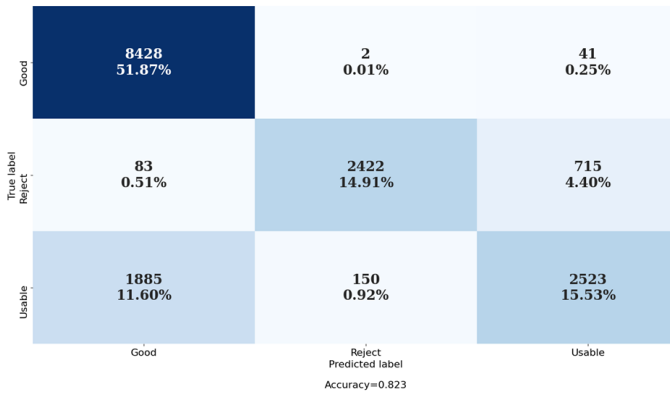 8428 2 41
51.87% 0.01% 0.25%
Good
83 2422 715
0.51% 14.91% 4.40%
True label
Reject
1885 150 2523
11.60% 0.92% 15.53%
Usable
Good Reject Usable
Predicted label
Accuracy=0.823